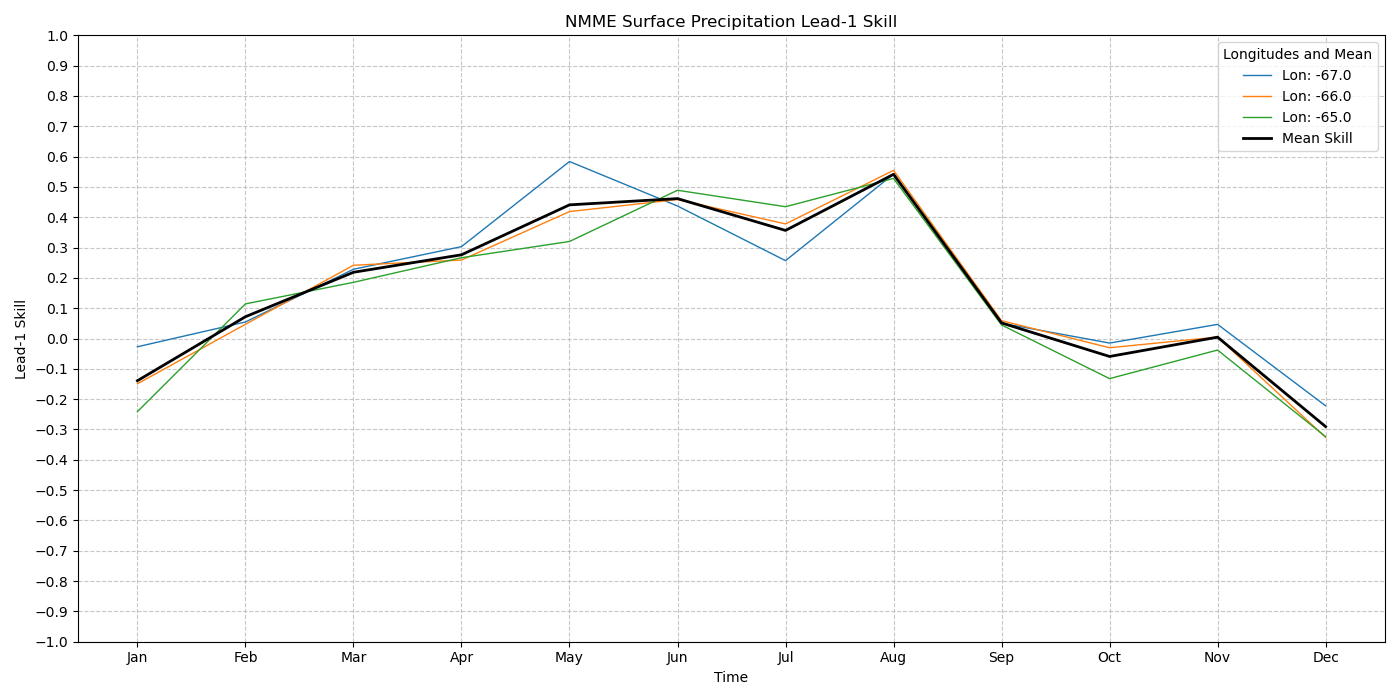 NMME Surface Precipitation Lead-1 Skill
Longitudes and Mean
Lon: -67.0
Lon: -66.0
Lon: -65.0
Mean Skill
1.0
0.9
0.8
0.7
0.6
0.5
0.4
0.3
0.2
0.1
0.0
−0.1
−0.2
−0.3
−0.4
−0.5
−0.6
−0.7
−0.8
−0.9
−1.0
Lead-1 Skill
Jan Feb Mar Apr May Jun Jul Aug Sep Oct Nov Dec
Time